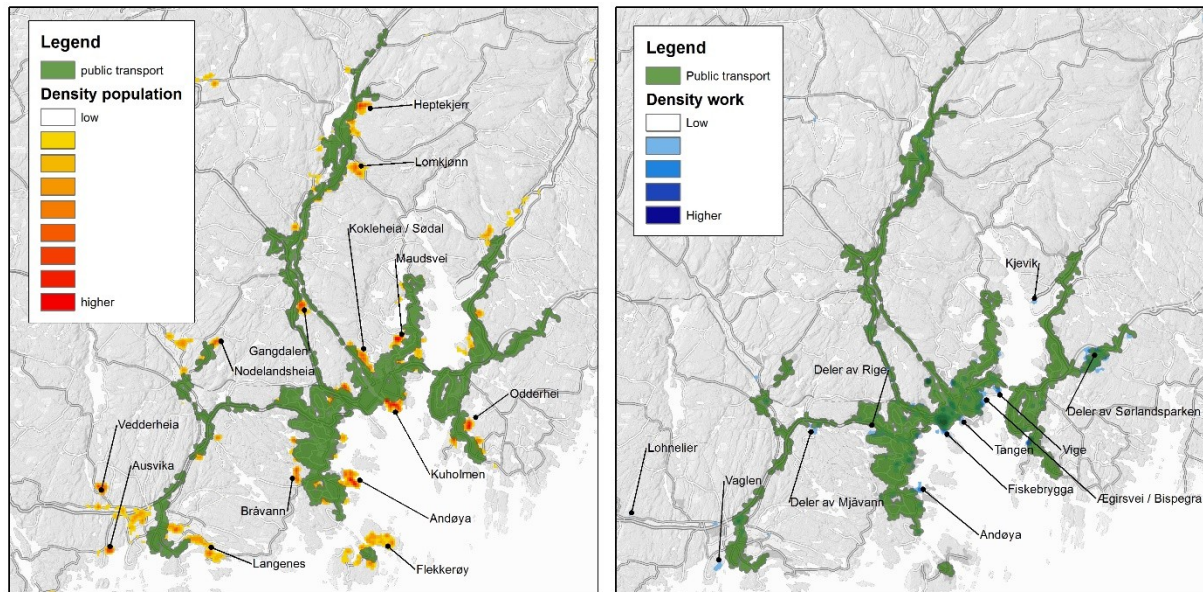 Legend
public transport
Density population
low
higher
Heptekjerr
Lomkjønn
Kokleheia / Sødal
Maudsvei
Gangdalen
Nodelandsheia
Odderhei
Vedderheia
Ausvika
Kuholmen
Bråvann
Andøya
Langenes
Flekkerøy
Legend
Public transport
Density work
Low
Higher
Kjevik
Deler av Rige
Deler av Sørlandsparken
Lohnelier
Tangen
Vige
Vaglen
Fiskebrygga
Deler av Mjåvann
Ægirsvei / Bispegra
Andøya